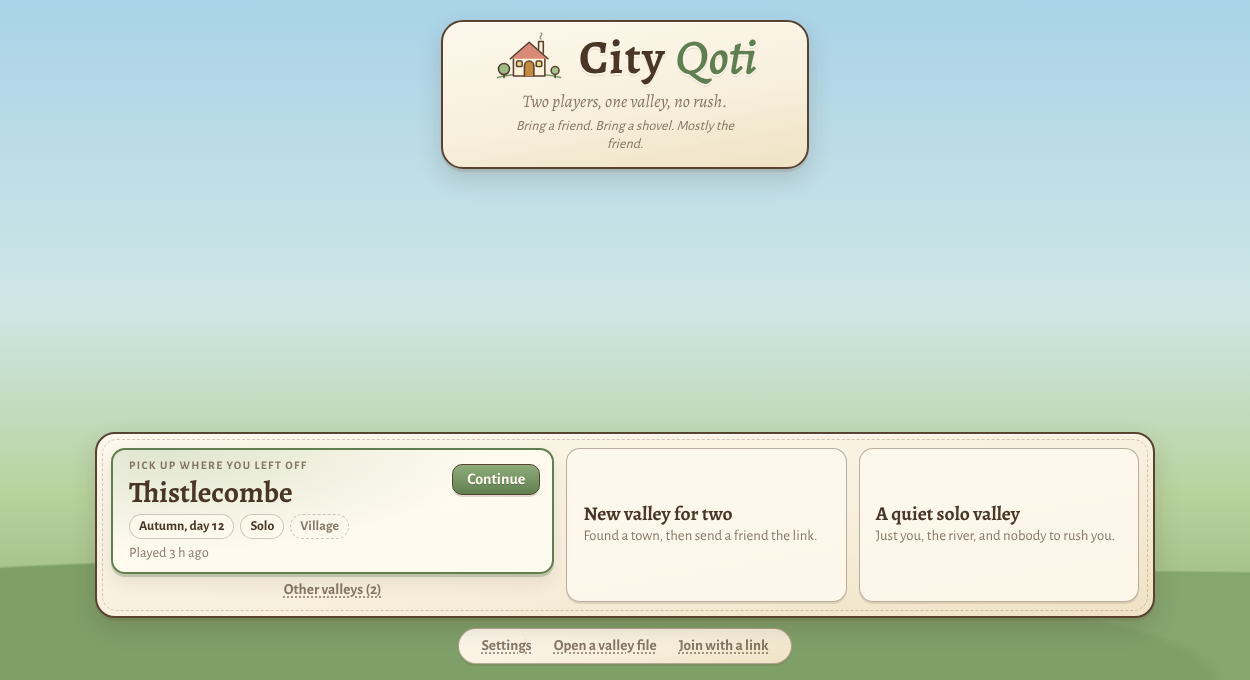 City Qoti
Two players, one valley, no rush.
Bring a friend. Bring a shovel. Mostly the
friend.
PICK UP WHERE YOU LEFT OFF
Thistlecombe
Continue
Autumn, day 12
Solo
Village
Played 3 h ago
Other valleys (2)
New valley for two
Found a town, then send a friend the link.
A quiet solo valley
Just you, the river, and nobody to rush you.
Settings
Open a valley file
Join with a link